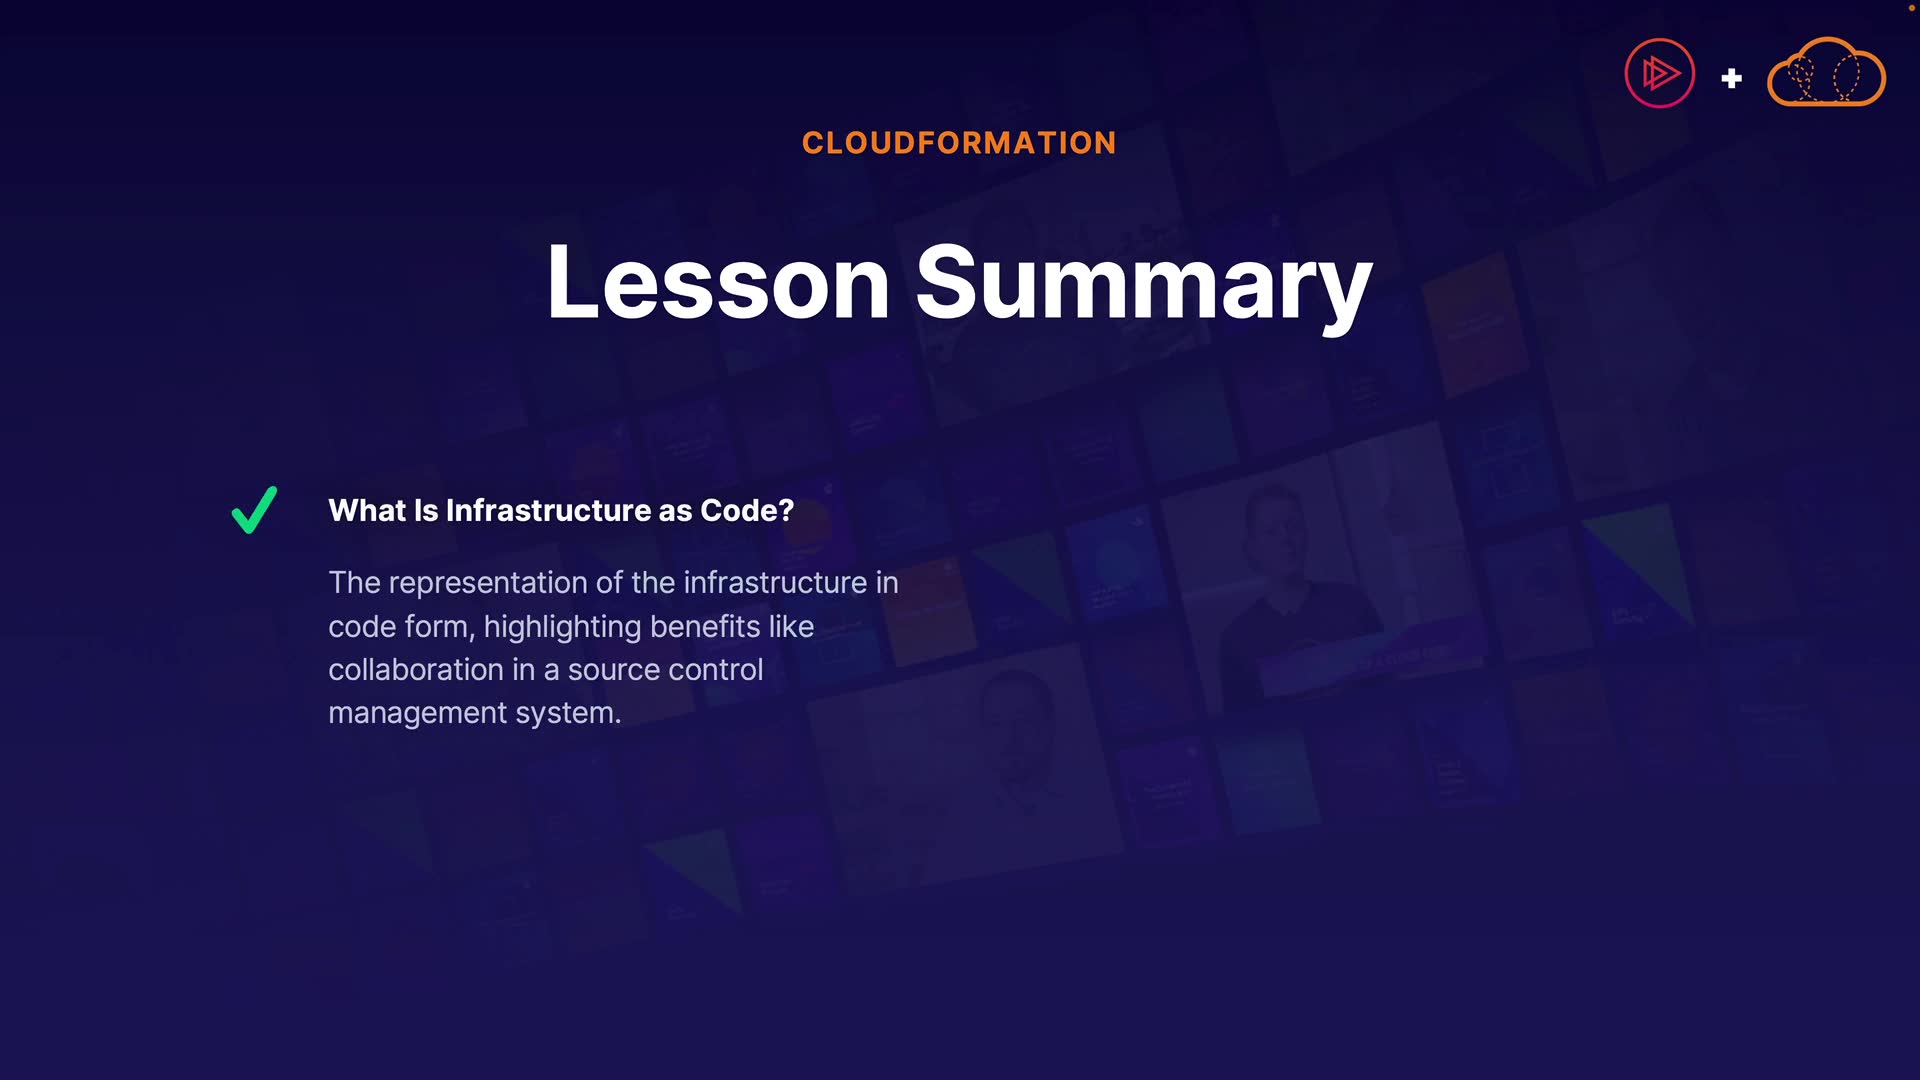 CLOUDFORMATION
Lesson Summary
What Is Infrastructure as Code?
The representation of the infrastructure in
code form, highlighting benefits like
collaboration in a source control
management system.